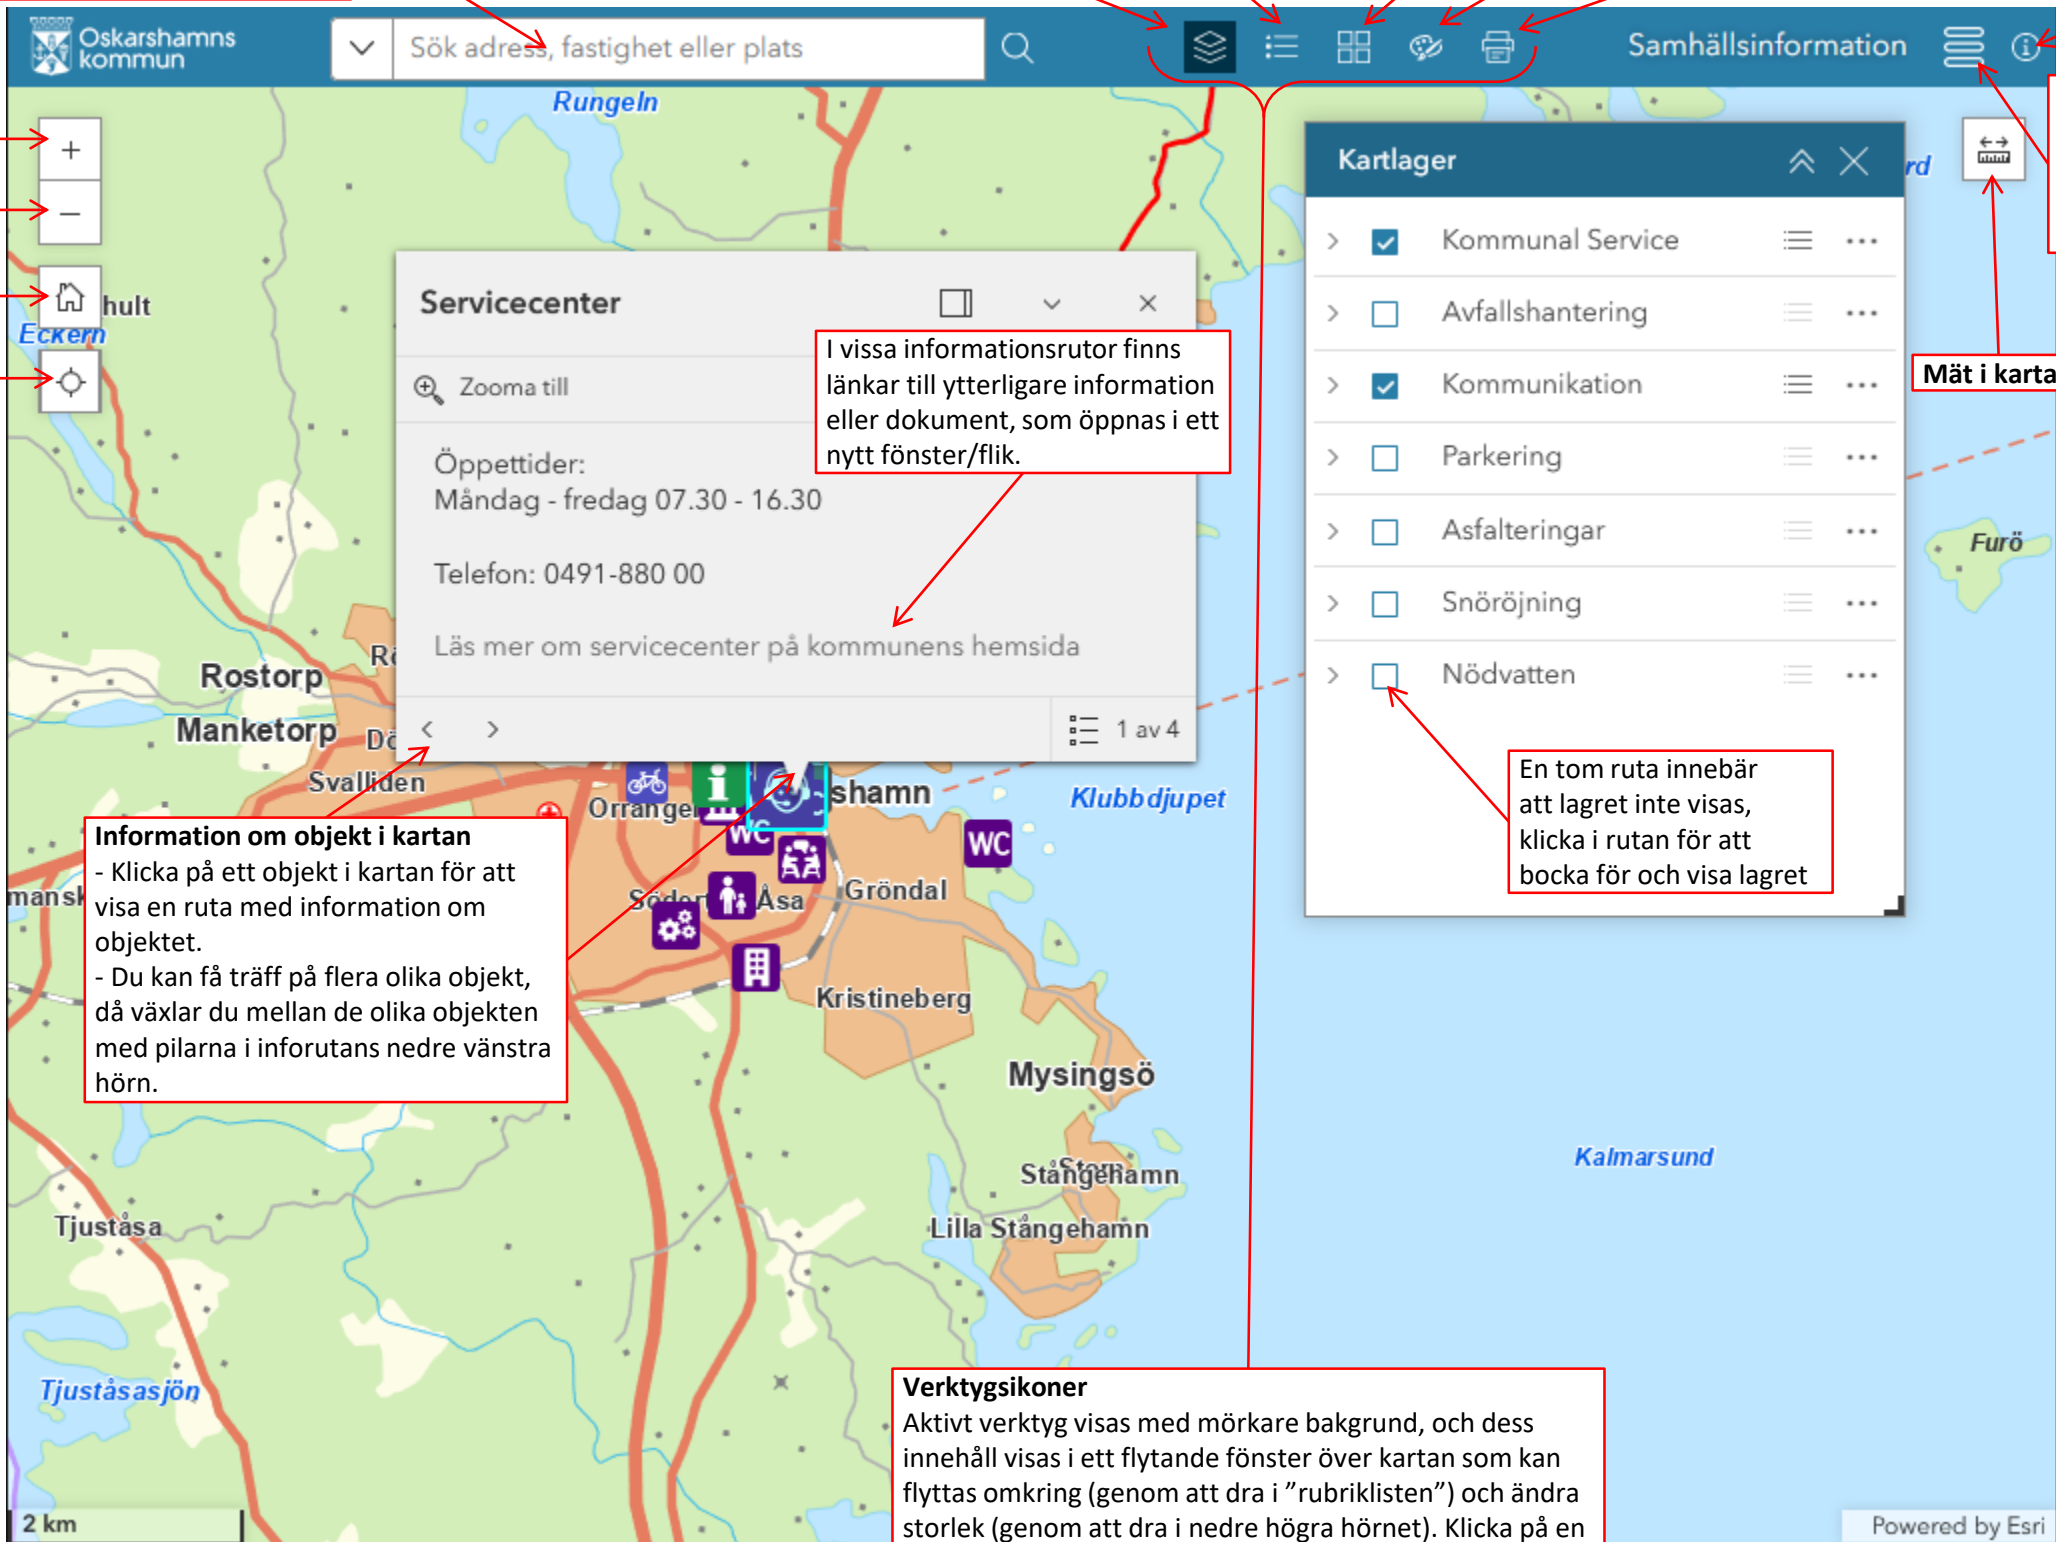 Oskarshamns
kommun
Sök adress, fastighet eller plats
Samhällsinformation
Rungeln
Kartlager
rd
Kommunal Service
Avfallshantering
Kommunikation
Parkering
Asfalteringar
Snöröjning
Nödvatten
En tom ruta innebär
att lagret inte visas,
klicka i rutan för att
bocka för och visa lagret
Mät i karta
Furö
hult
Eckern
Servicecenter
Zooma till
I vissa informationsrutor finns
länkar till ytterligare information
eller dokument, som öppnas i ett
nytt fönster/flik.
Öppettider:
Måndag - fredag 07.30 - 16.30
Telefon: 0491-880 00
Läs mer om servicecenter på kommunens hemsida
1 av 4
Rostorp
Manketorp
Svalliden
shamn
Klubbdjupet
WC
WC
Information om objekt i kartan
- Klicka på ett objekt i kartan för att
visa en ruta med information om
objektet.
- Du kan få träff på flera olika objekt,
då växlar du mellan de olika objekten
med pilarna i inforutans nedre vänstra
hörn.
Åsa
Gröndal
Kristineberg
Mysingsö
Stångehamn
Lilla Stångehamn
Kalmarsund
Tjuståsa
Tjuståsasjön
Verktygsikoner
Aktivt verktyg visas med mörkare bakgrund, och dess
innehåll visas i ett flytande fönster över kartan som kan
flyttas omkring (genom att dra i ”rubriklisten”) och ändra
storlek (genom att dra i nedre högra hörnet). Klicka på en
2 km
Powered by Esri